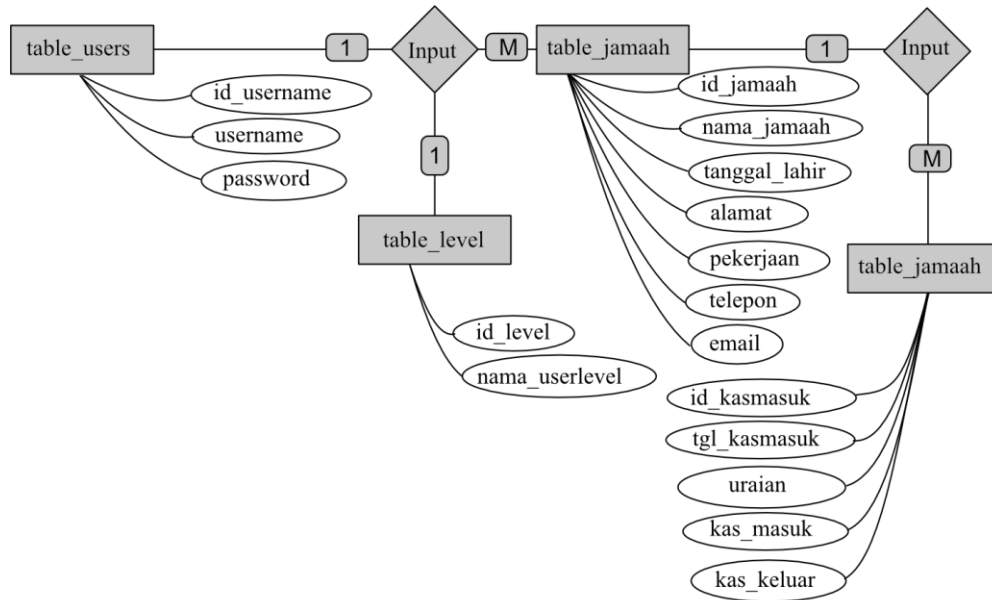 table_users
1
Input
M
table_jamaah
1
Input
id_username
username
password
1
id_jamaah
nama_jamaah
tanggal_lahir
alamat
pekerjaan
telepon
email
M
table_level
table_jamaah
id_level
nama_userlevel
id_kasmasuk
tgl_kasmasuk
uraian
kas_masuk
kas_keluar